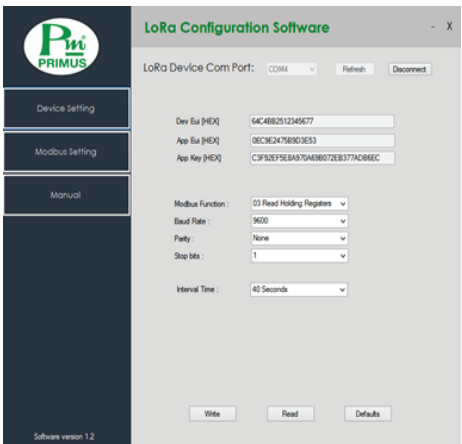 Pm
PRIMUS
LoRa Configuration Software - X
LoRa Device Com Port: COM4 Refresh Disconnect
Device Setting
Modbus Setting
Manual
Dev Eui [HEX] 64C4BB2512345677
App Eui [HEX] 0EC9E2475B9D3E53
App Key [HEX] C3F92EF5E8A970A69B072EB377ADB6EC
Modbus Function : 03 Read Holding Registers
Baud Rate : 9600
Parity : None
Stop bits : 1
Interval Time : 40 Seconds
Write Read Defaults
Software version 1.2